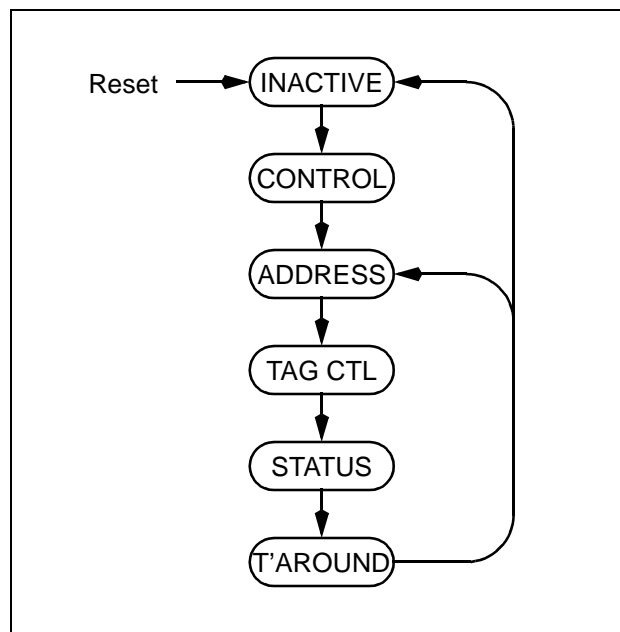 Reset
INACTIVE
CONTROL
ADDRESS
TAG CTL
STATUS
T’AROUND